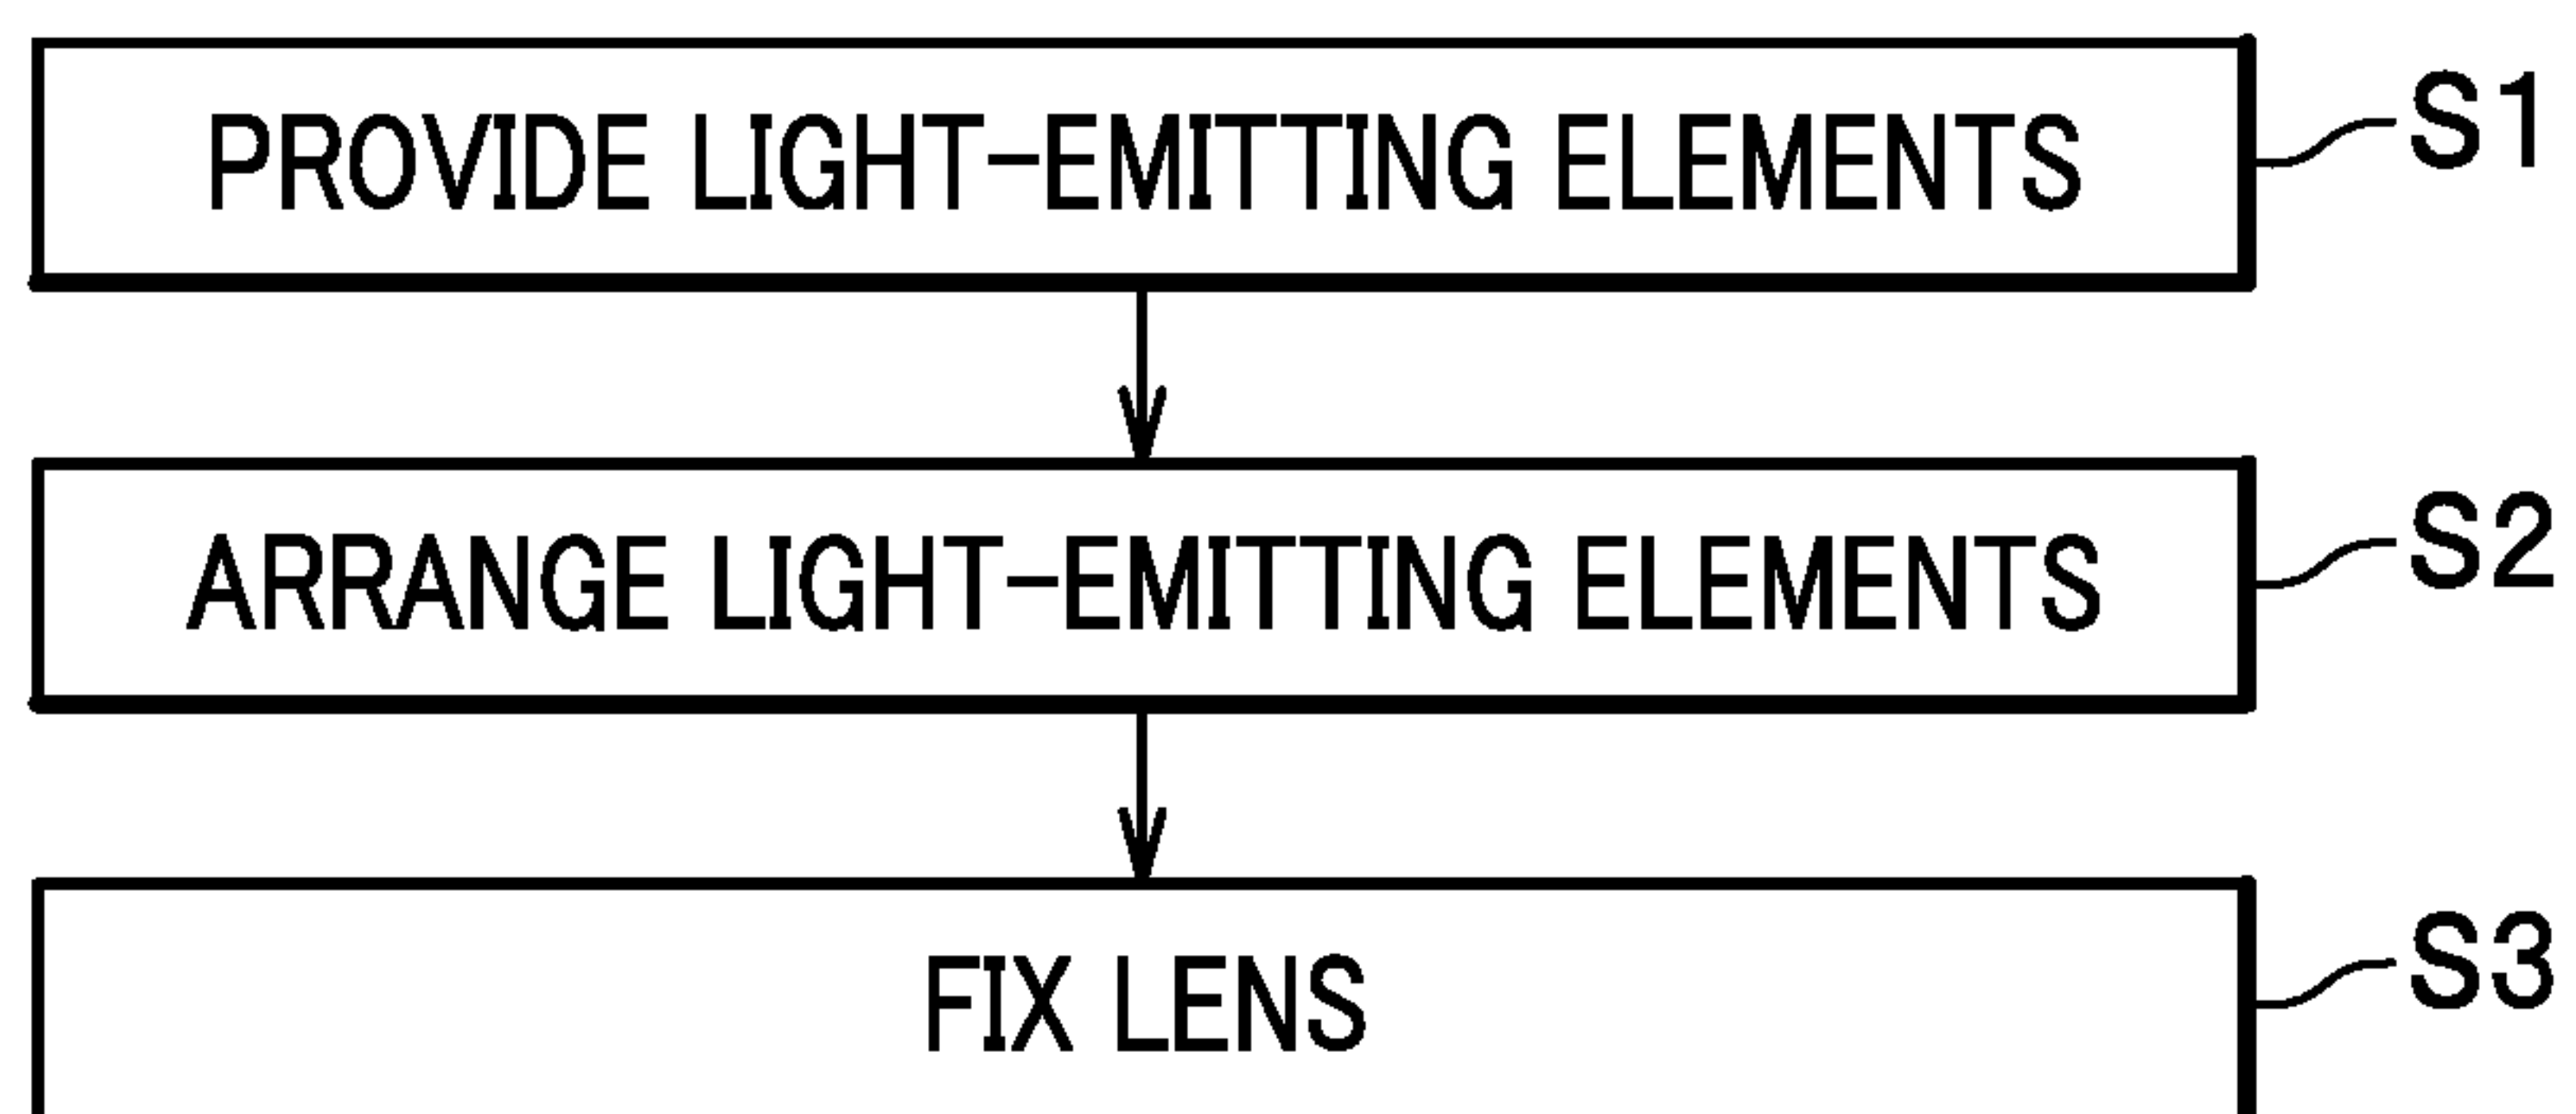 PROVIDE LIGHT-EMITTING ELEMENTS S1
ARRANGE LIGHT-EMITTING ELEMENTS S2
FIX LENS S3